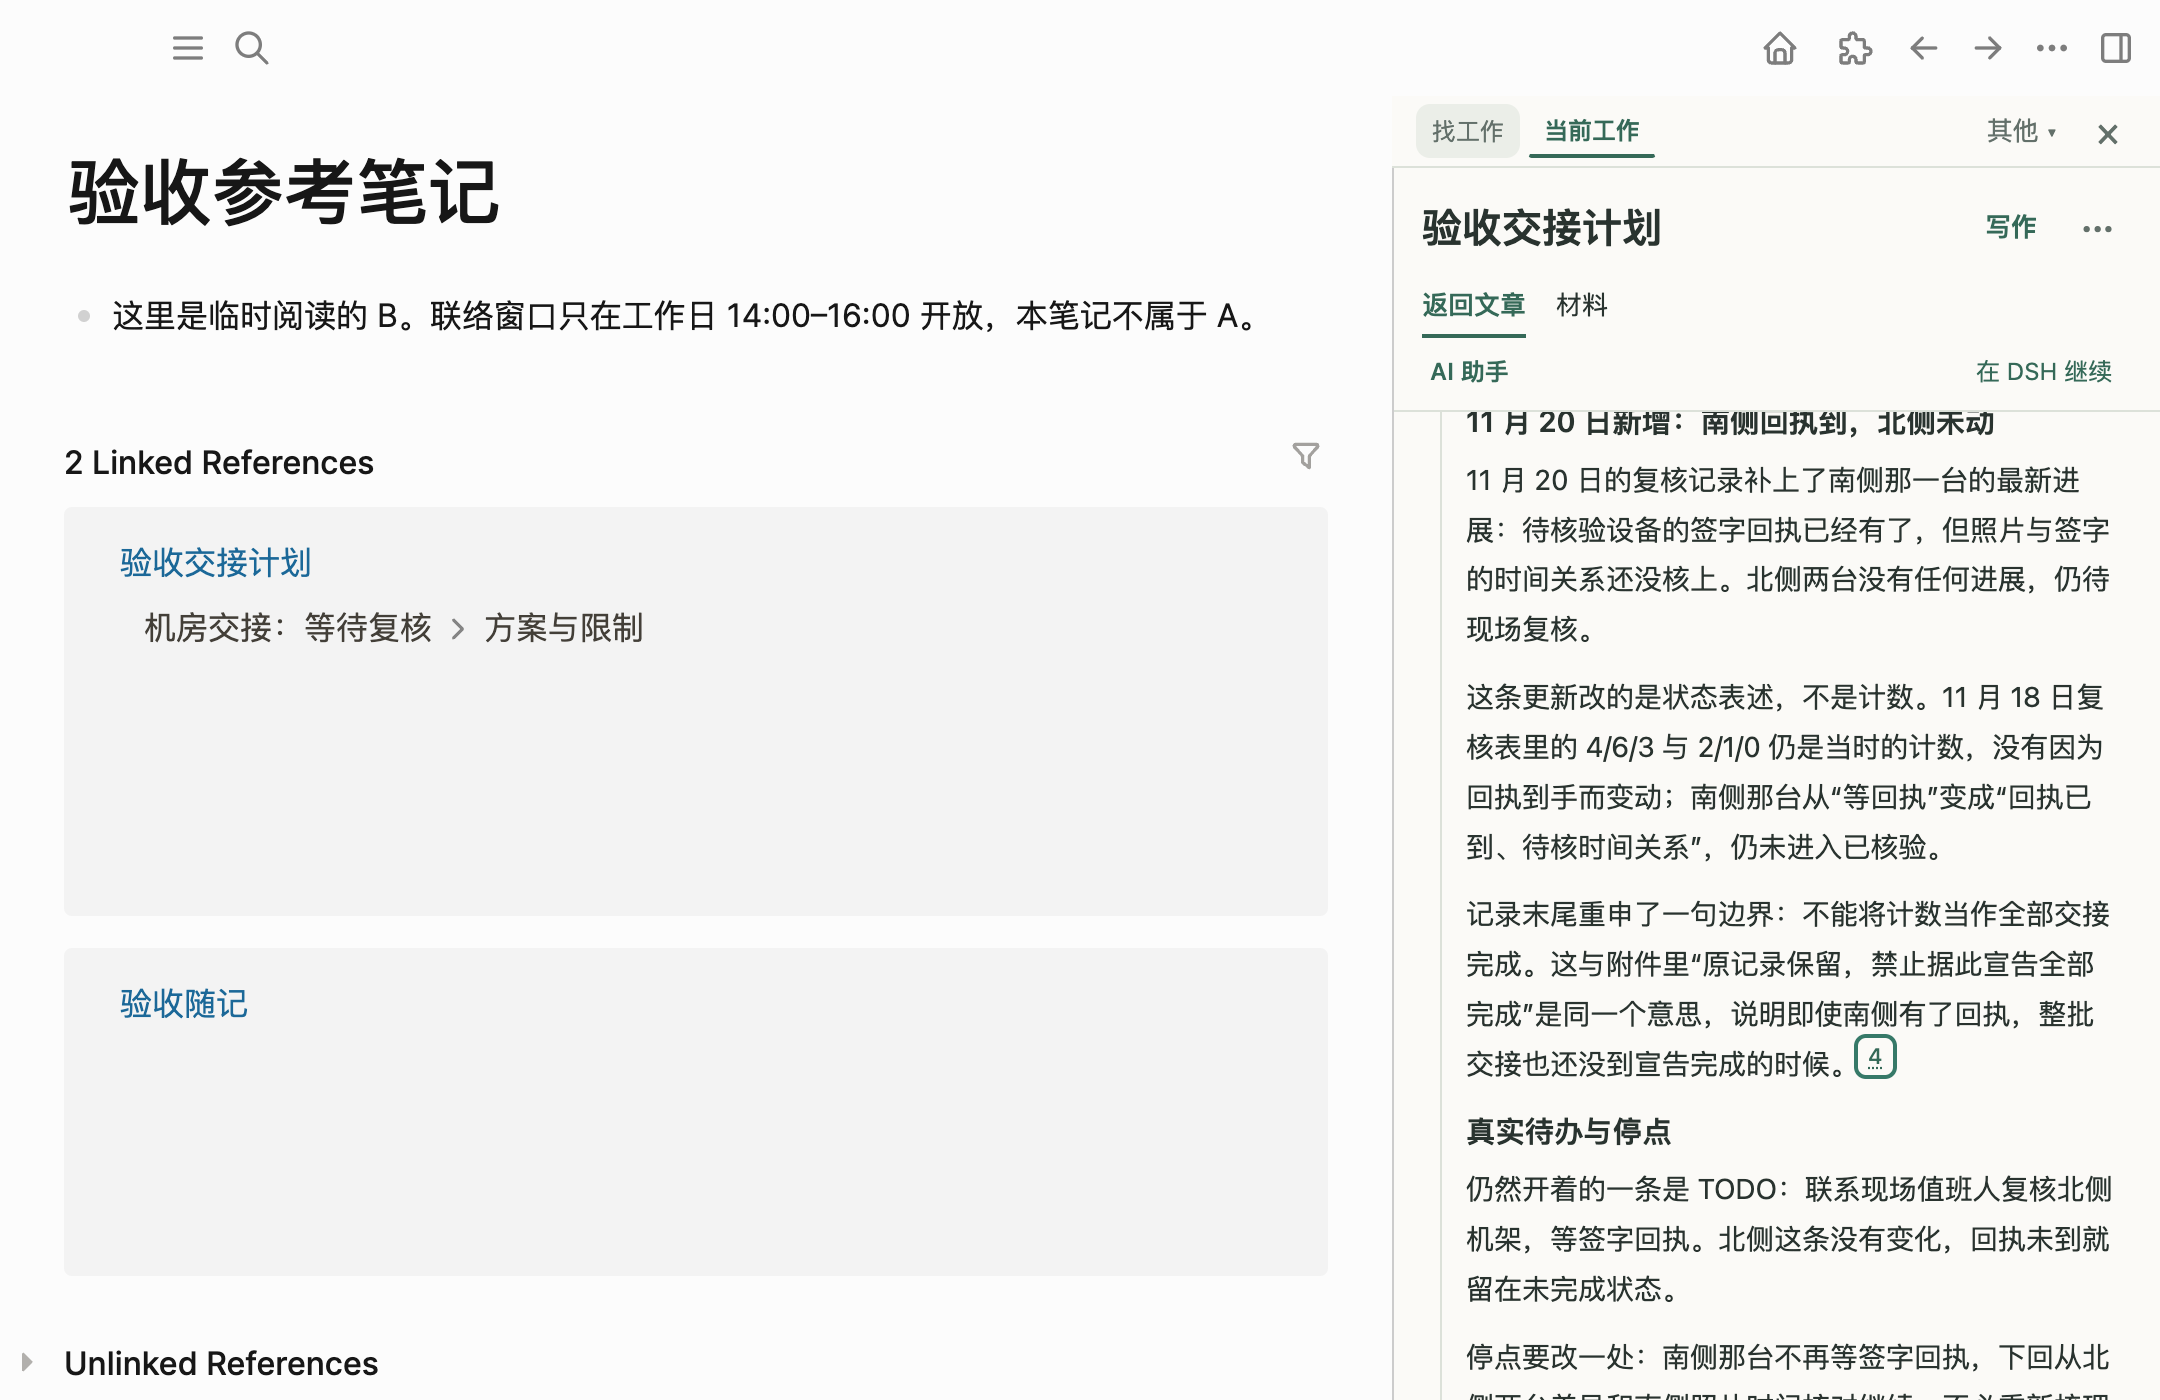 验收参考笔记
这里是临时阅读的 B。联络窗口只在工作日 14:00–16:00 开放，本笔记不属于 A。
2 Linked References
验收交接计划
机房交接：等待复核 > 方案与限制
验收随记
Unlinked References
找工作 当前工作 其他
验收交接计划 写作
返回文章 材料
AI 助手 在 DSH 继续
11 月 20 日新增：南侧回执到，北侧未动
11 月 20 日的复核记录补上了南侧那一台的最新进
展：待核验设备的签字回执已经有了，但照片与签字
的时间关系还没核上。北侧两台没有任何进展，仍待
现场复核。
这条更新改的是状态表述，不是计数。11 月 18 日复
核表里的 4/6/3 与 2/1/0 仍是当时的计数，没有因为
回执到手而变动；南侧那台从“等回执”变成“回执已
到、待核时间关系”，仍未进入已核验。
记录末尾重申了一句边界：不能将计数当作全部交接
完成。这与附件里“原记录保留，禁止据此宣告全部
完成”是同一个意思，说明即使南侧有了回执，整批
交接也还没到宣告完成的时候。 4
真实待办与停点
仍然开着的一条是 TODO：联系现场值班人复核北侧
机架，等签字回执。北侧这条没有变化，回执未到就
留在未完成状态。
停点要改一处：南侧那台不再等签字回执，下回从北